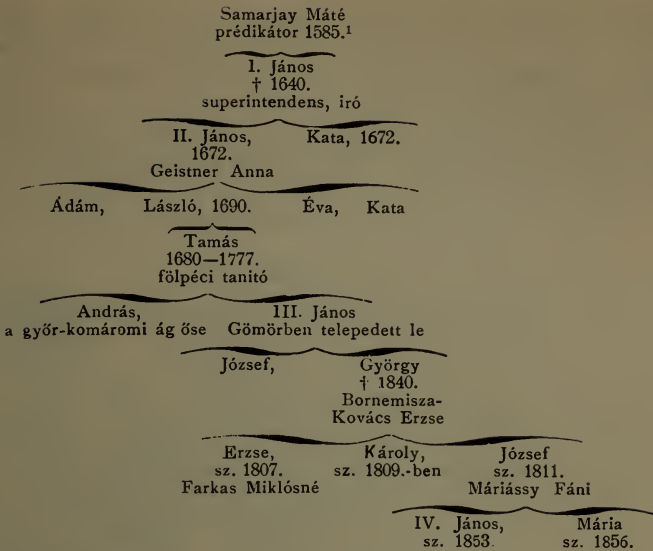 Samarjay Máté
prédikátor 1585.¹
I. János
† 1640.
superintendens, iró
II. János, Kata, 1672.
1672.
Geistner Anna
Ádám, László, 1690. Éva, Kata
Tamás
1680—1777.
fölpéci tanitó
András, III. János
a győr-komáromi ág őse Gömörben telepedett le
József, György
† 1840.
Bornemisza-
Kovács Erzse
Erzse, Károly, József
sz. 1807. sz. 1809.-ben sz. 1811.
Farkas Miklósné Máriássy Fáni
IV. János, Mária
sz. 1853. sz. 1856.